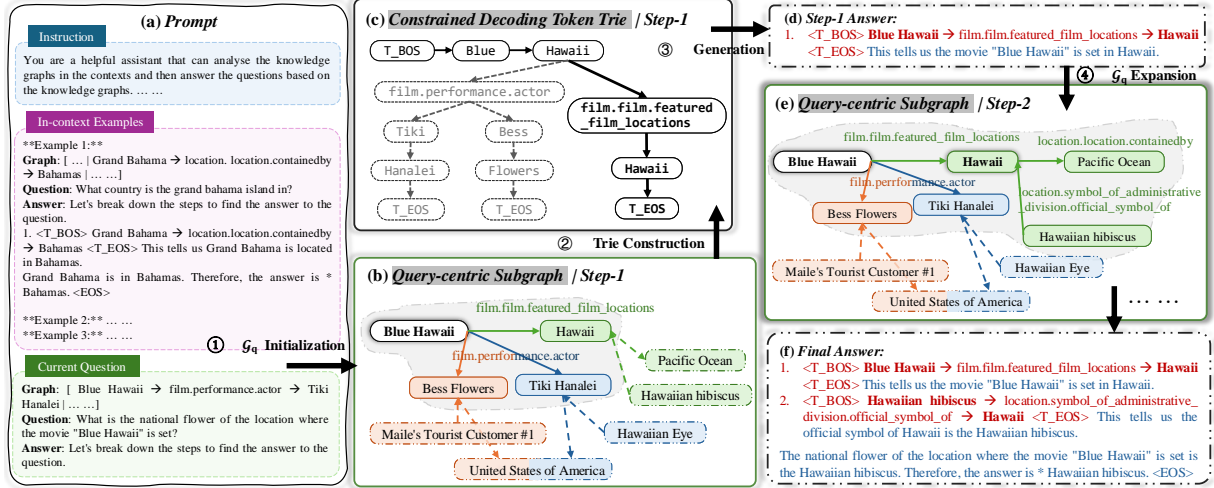 (a) Prompt
Instruction
You are a helpful assistant that can analyse the knowledge
graphs in the contexts and then answer the questions based on
the knowledge graphs. … …
In-context Examples
**Example 1:**
Graph: [ … | Grand Bahama → location. location.containedby
→ Bahamas | … …]
Question: What country is the grand bahama island in?
Answer: Let's break down the steps to find the answer to the
question.
1. <T_BOS> Grand Bahama → location.location.containedby
→ Bahamas <T_EOS> This tells us Grand Bahama is located
in Bahamas.
Grand Bahama is in Bahamas. Therefore, the answer is *
Bahamas. <EOS>
**Example 2:** … …
**Example 3:** … …
① 𝒢q Initialization
Current Question
Graph: [ Blue Hawaii → film.performance.actor → Tiki
Hanalei | … …]
Question: What is the national flower of the location where
the movie "Blue Hawaii" is set?
Answer: Let's break down the steps to find the answer to the
question.
(c) Constrained Decoding Token Trie / Step-1
T_BOS
Blue
Hawaii
③ Generation
film.performance.actor
film.film.featured
_film_locations
Tiki
Bess
Hanalei
Flowers
Hawaii
T_EOS
T_EOS
T_EOS
② Trie Construction
(b) Query-centric Subgraph / Step-1
film.film.featured_film_locations
Blue Hawaii
Hawaii
film.perrformance.actor
Pacific Ocean
Bess Flowers
Tiki Hanalei
Hawaiian hibiscus
Maile's Tourist Customer #1
Hawaiian Eye
United States of America
(d) Step-1 Answer:
1. <T_BOS> Blue Hawaii → film.film.featured_film_locations → Hawaii
<T_EOS> This tells us the movie "Blue Hawaii" is set in Hawaii.
④ 𝒢q Expansion
(e) Query-centric Subgraph / Step-2
film.film.featured_film_locations
location.location.containedby
Blue Hawaii
Hawaii
Pacific Ocean
film.perrformance.actor
location.symbol_of_administrative
_division.official_symbol_of
Bess Flowers
Tiki Hanalei
Hawaiian hibiscus
Maile's Tourist Customer #1
Hawaiian Eye
United States of America
… …
(f) Final Answer:
1. <T_BOS> Blue Hawaii → film.film.featured_film_locations → Hawaii
<T_EOS> This tells us the movie "Blue Hawaii" is set in Hawaii.
2. <T_BOS> Hawaiian hibiscus → location.symbol_of_administrative_
division.official_symbol_of → Hawaii <T_EOS> This tells us the
official symbol of Hawaii is the Hawaiian hibiscus.
The national flower of the location where the movie "Blue Hawaii" is set is
the Hawaiian hibiscus. Therefore, the answer is * Hawaiian hibiscus. <EOS>